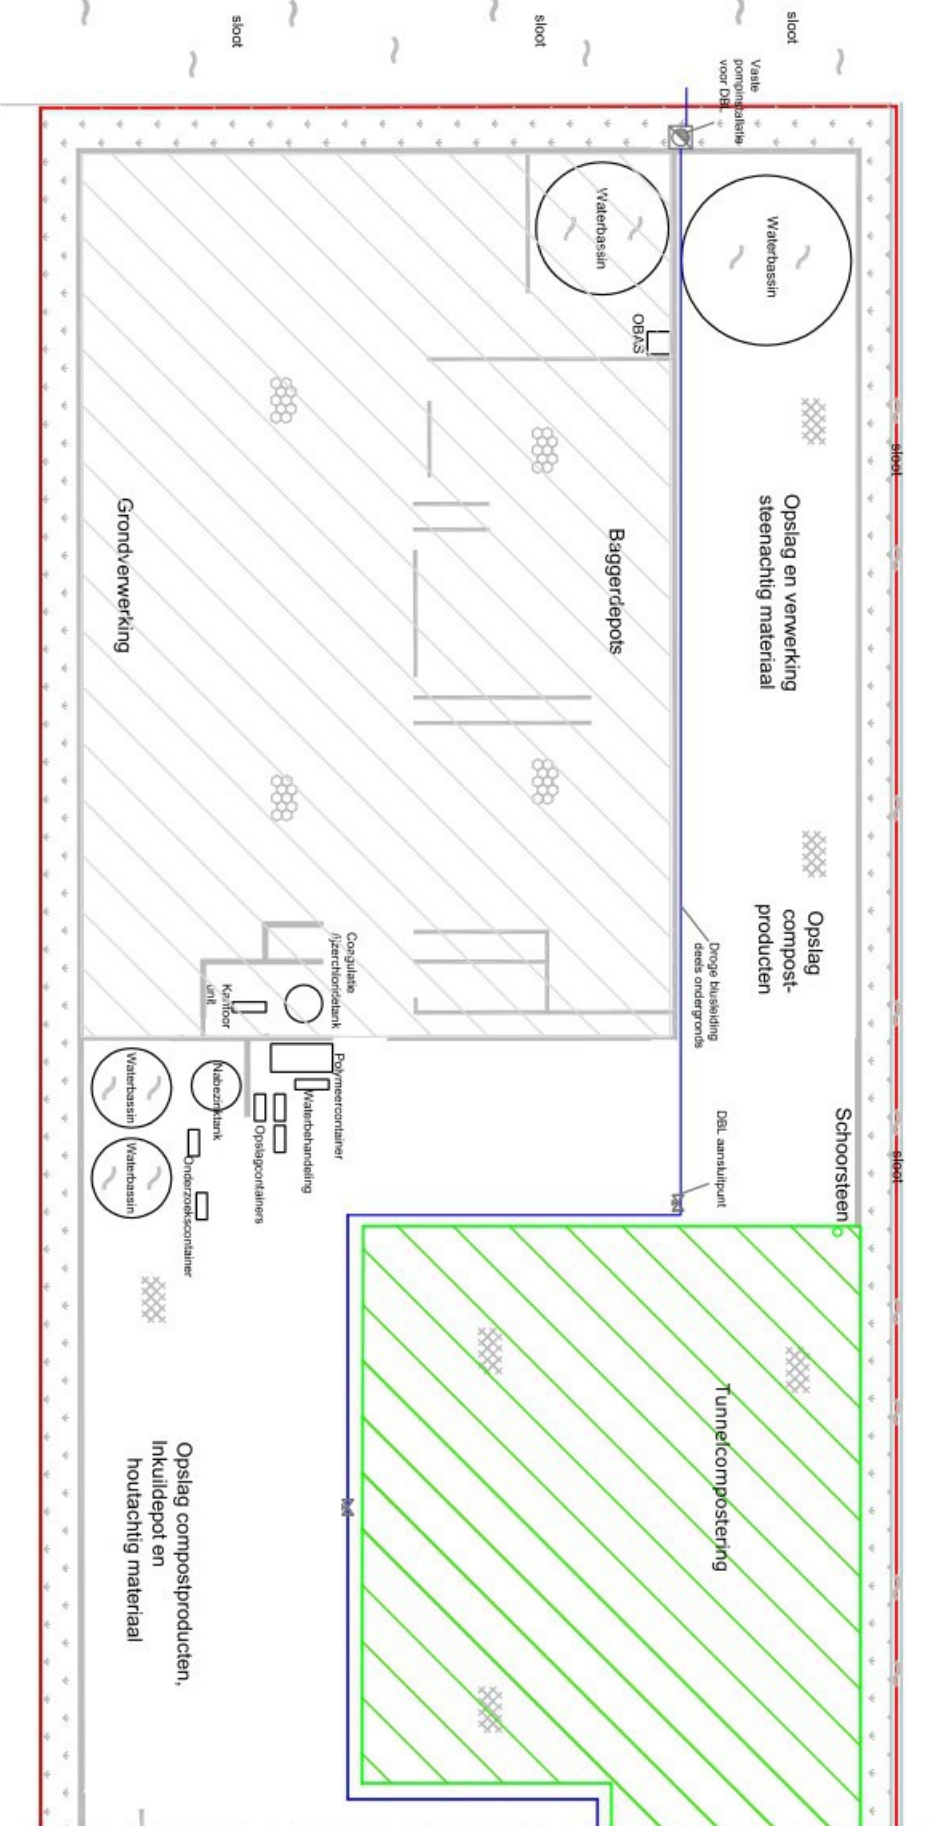 sloot
sloot
sloot
Vaste
pompinstallatie
voor DBL
Waterbassin
Waterbassin
OBAS
sloot
Opslag en verwerking
steenachtig materiaal
Baggerdepots
Grondverwerking
Opslag
compost-
producten
Droge blusleiding
deels ondergronds
Coagulatie
/ijzerchloridetank
Kantoor
unit
Polymeercontainer
Waterbehandeling
Opslagcontainers
Nabezinktank
Waterbassin
Waterbassin
Onderzoekscontainer
DBL aansluitpunt
Schoorsteen
sloot
Tunnelcompostering
Opslag compostproducten,
Inkuildepot en
houtachtig materiaal